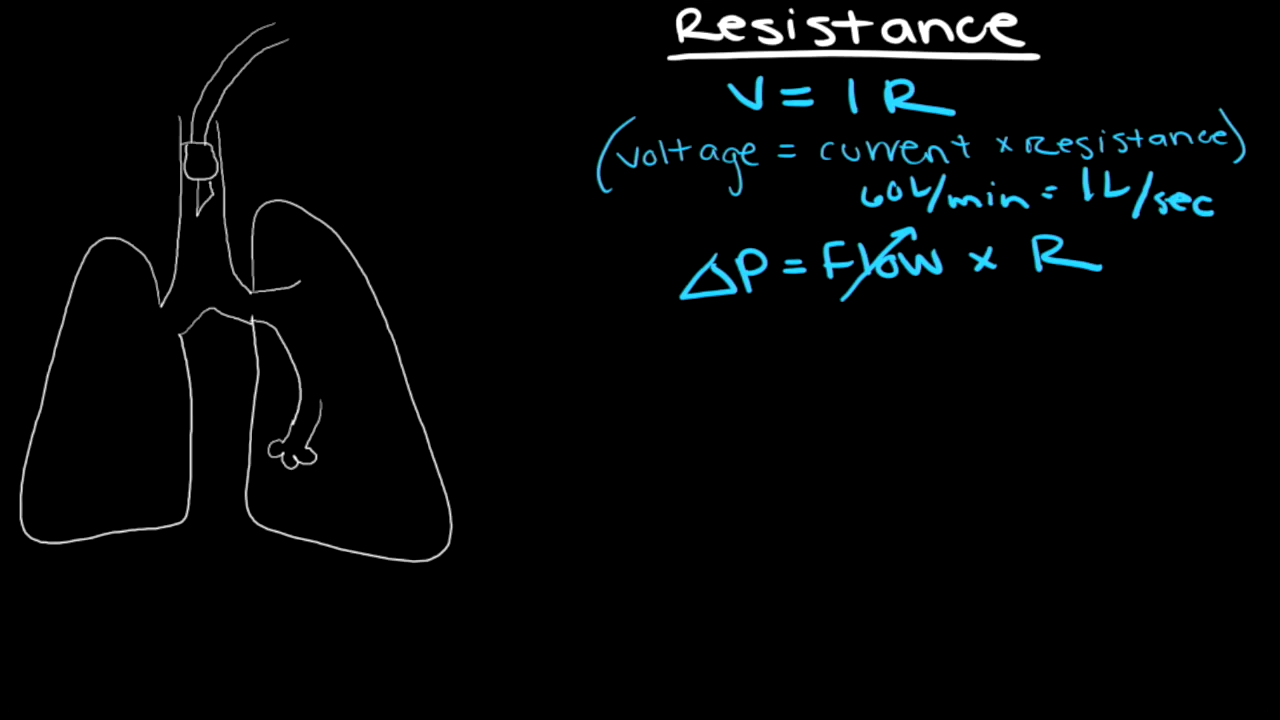 Resistance
V = I R
(voltage = current x Resistance)
60L/min = 1L/sec
ΔP = Flow x R